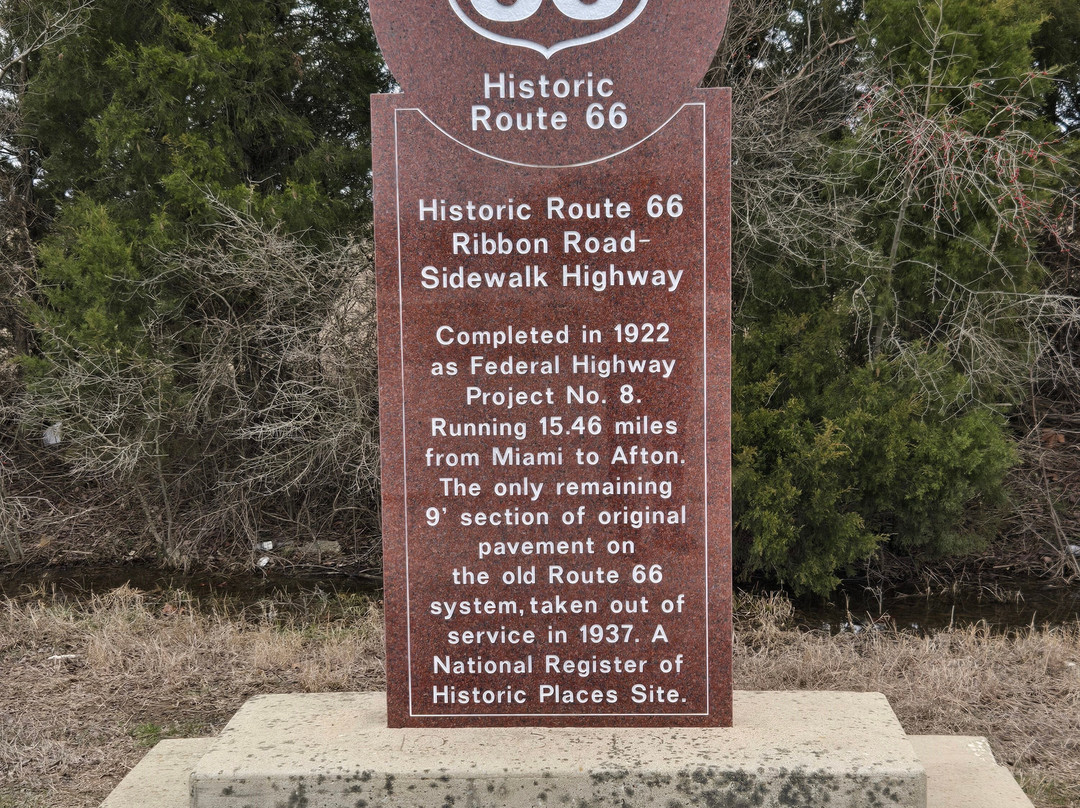 66
Historic
Route 66
Historic Route 66
Ribbon Road-
Sidewalk Highway
Completed in 1922
as Federal Highway
Project No. 8.
Running 15.46 miles
from Miami to Afton.
The only remaining
9' section of original
pavement on
the old Route 66
system,taken out of
service in 1937. A
National Register of
Historic Places Site.